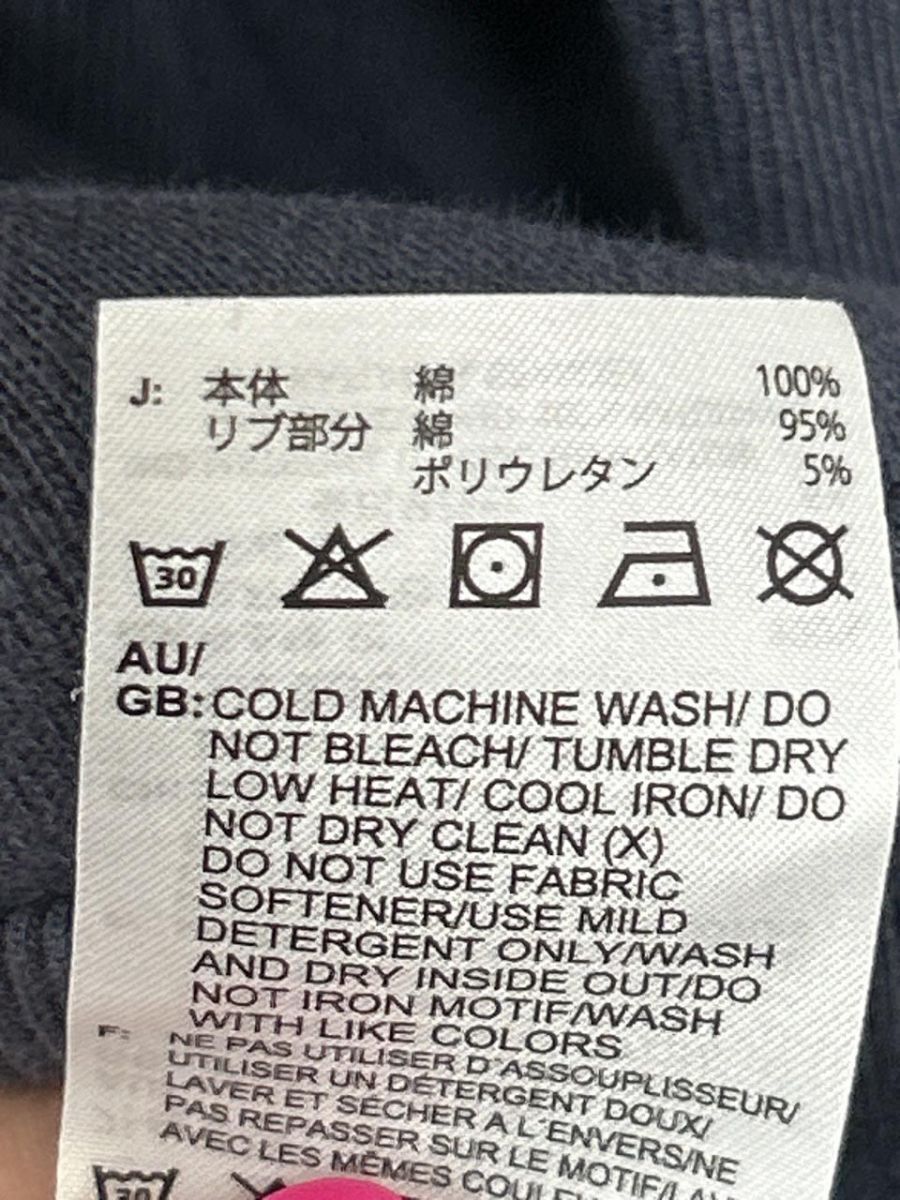 J: 本体 綿 100%
リブ部分 綿 95%
ポリウレタン 5%
30
AU/
GB: COLD MACHINE WASH/ DO
NOT BLEACH/ TUMBLE DRY
LOW HEAT/ COOL IRON/ DO
NOT DRY CLEAN (X)
DO NOT USE FABRIC
SOFTENER/USE MILD
DETERGENT ONLY/WASH
AND DRY INSIDE OUT/DO
NOT IRON MOTIF/WASH
WITH LIKE COLORS
F: NE PAS UTILISER D'ASSOUPLISSEUR/
UTILISER UN DÉTERGENT DOUX/
LAVER ET SÉCHER A L'ENVERS/NE
PAS REPASSER SUR LE MOTIF/LAV
AVEC LES MÊMES COULEU
30